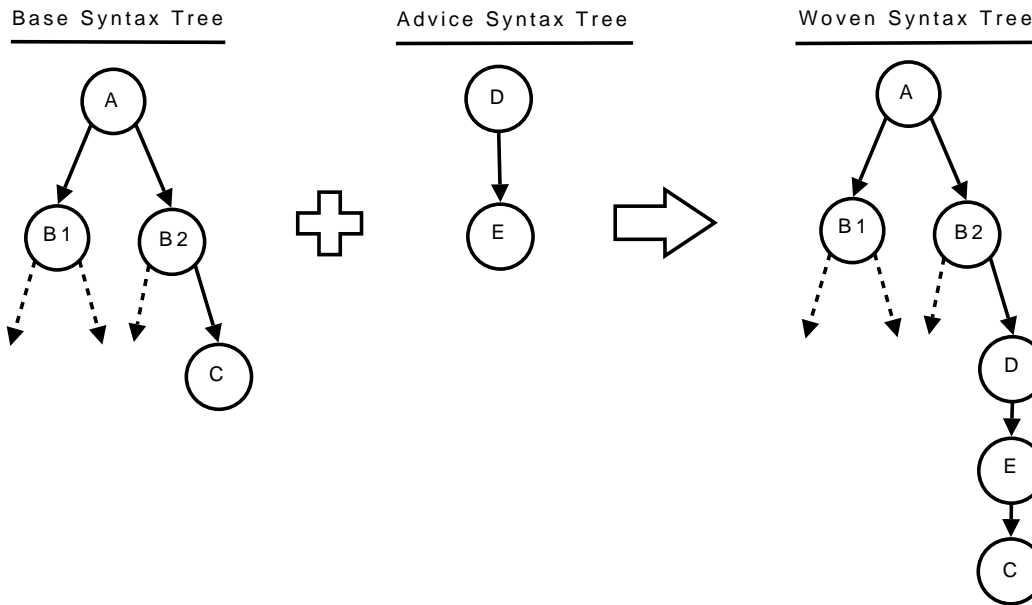 Base Syntax Tree
Advice Syntax Tree
Woven Syntax Tree
A
B1
B2
C
D
E
A
B1
B2
D
E
C